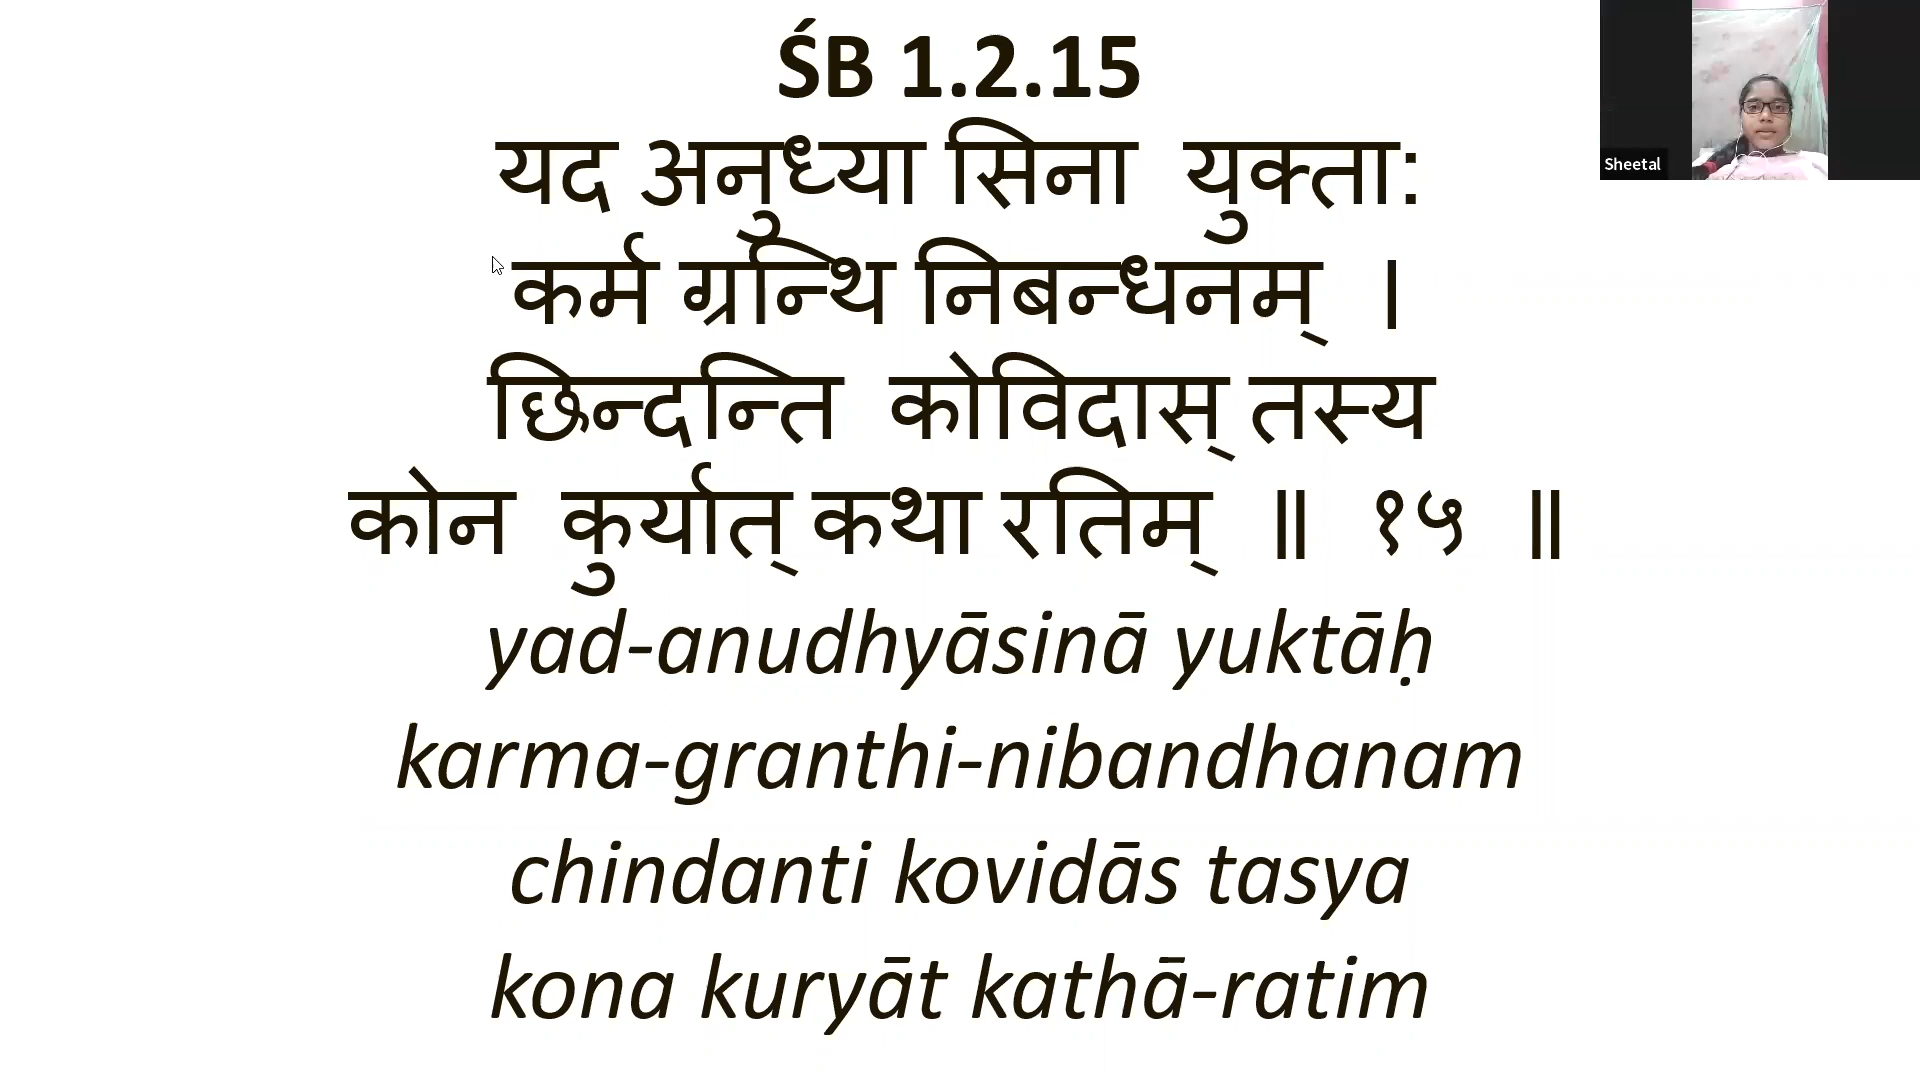 ŚB 1.2.15
Sheetal
यद अनुध्या सिना युक्ता:
कर्म ग्रन्थि निबन्धनम् ।
छिन्दन्ति कोविदास् तस्य
कोन कुर्यात् कथा रतिम् ॥ १५ ॥
yad-anudhyāsinā yuktāḥ
karma-granthi-nibandhanam
chindanti kovidās tasya
kona kuryāt kathā-ratim